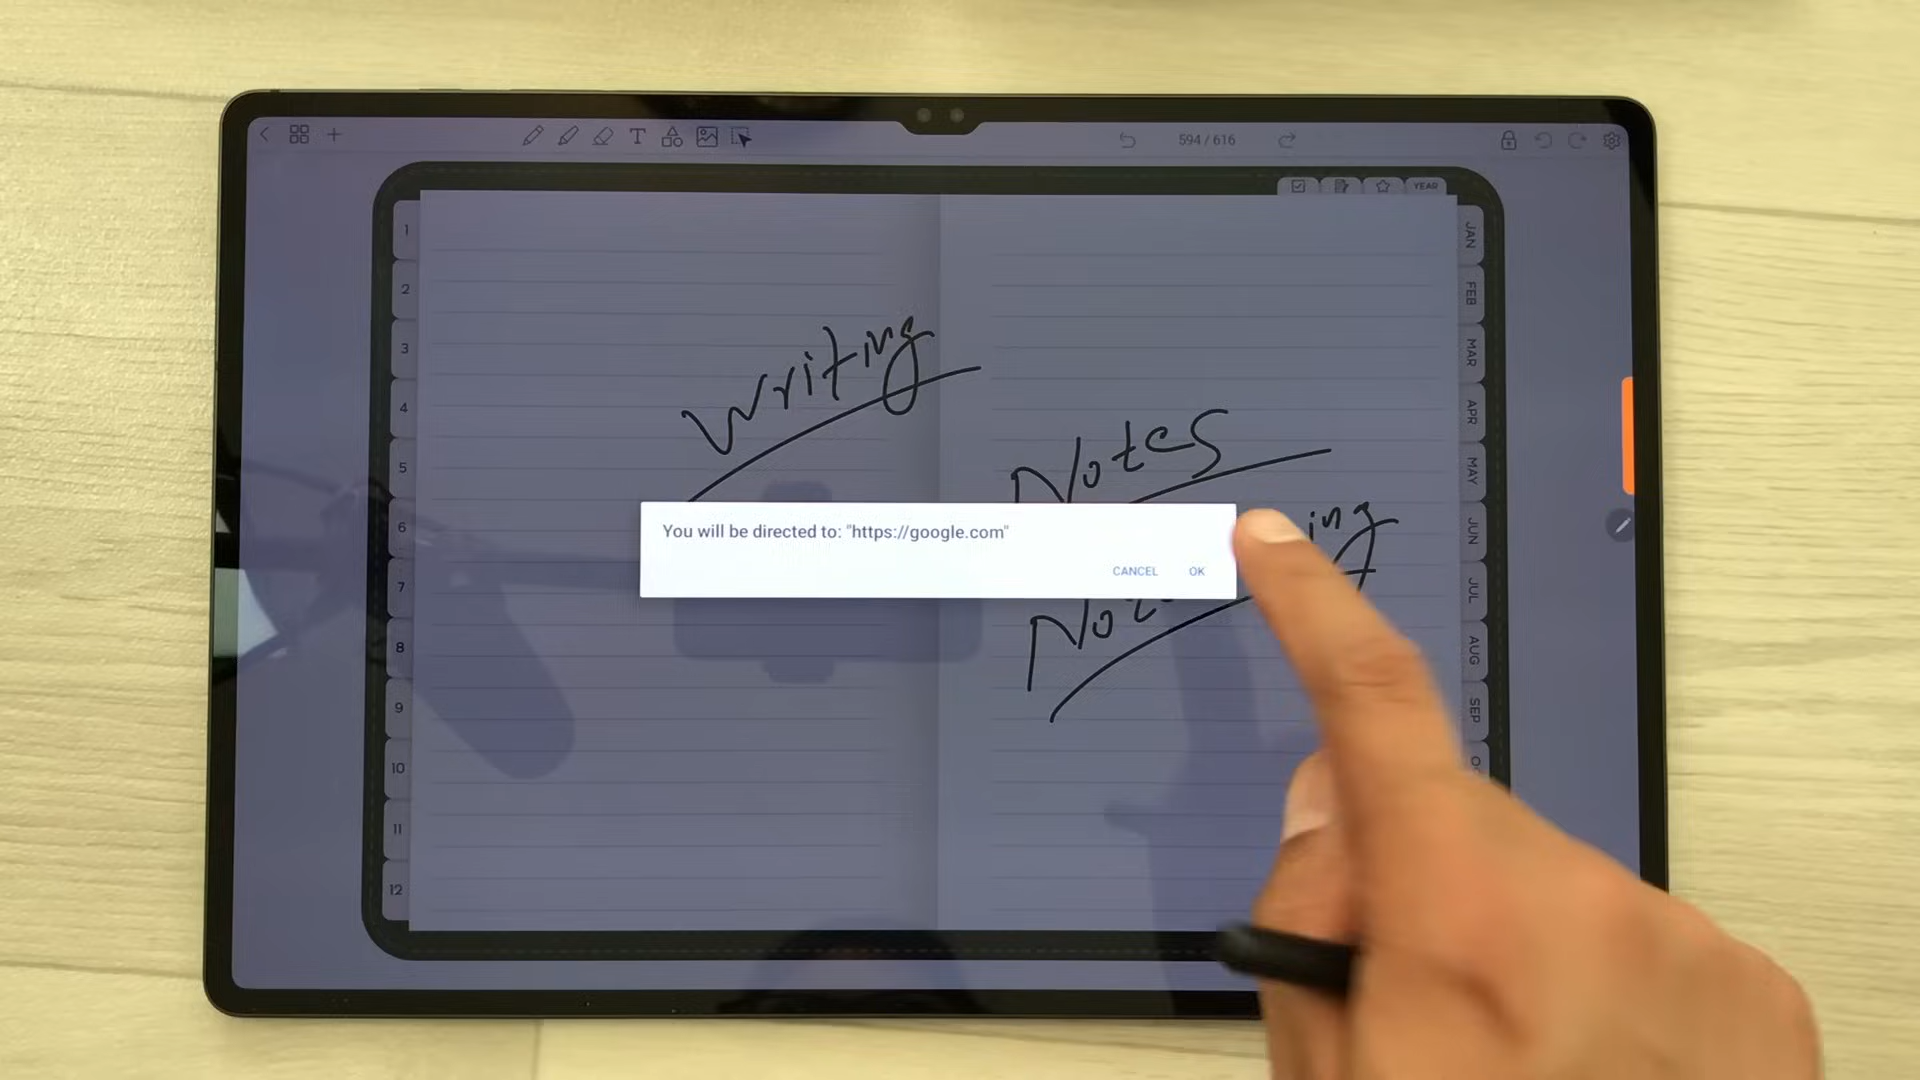 T
594/616
YEAR
1
2
3
4
5
6
7
8
9
10
11
12
JAN
FEB
MAR
APR
MAY
JUN
JUL
AUG
SEP
Writing
Notes
You will be directed to: "https://google.com"
CANCEL OK